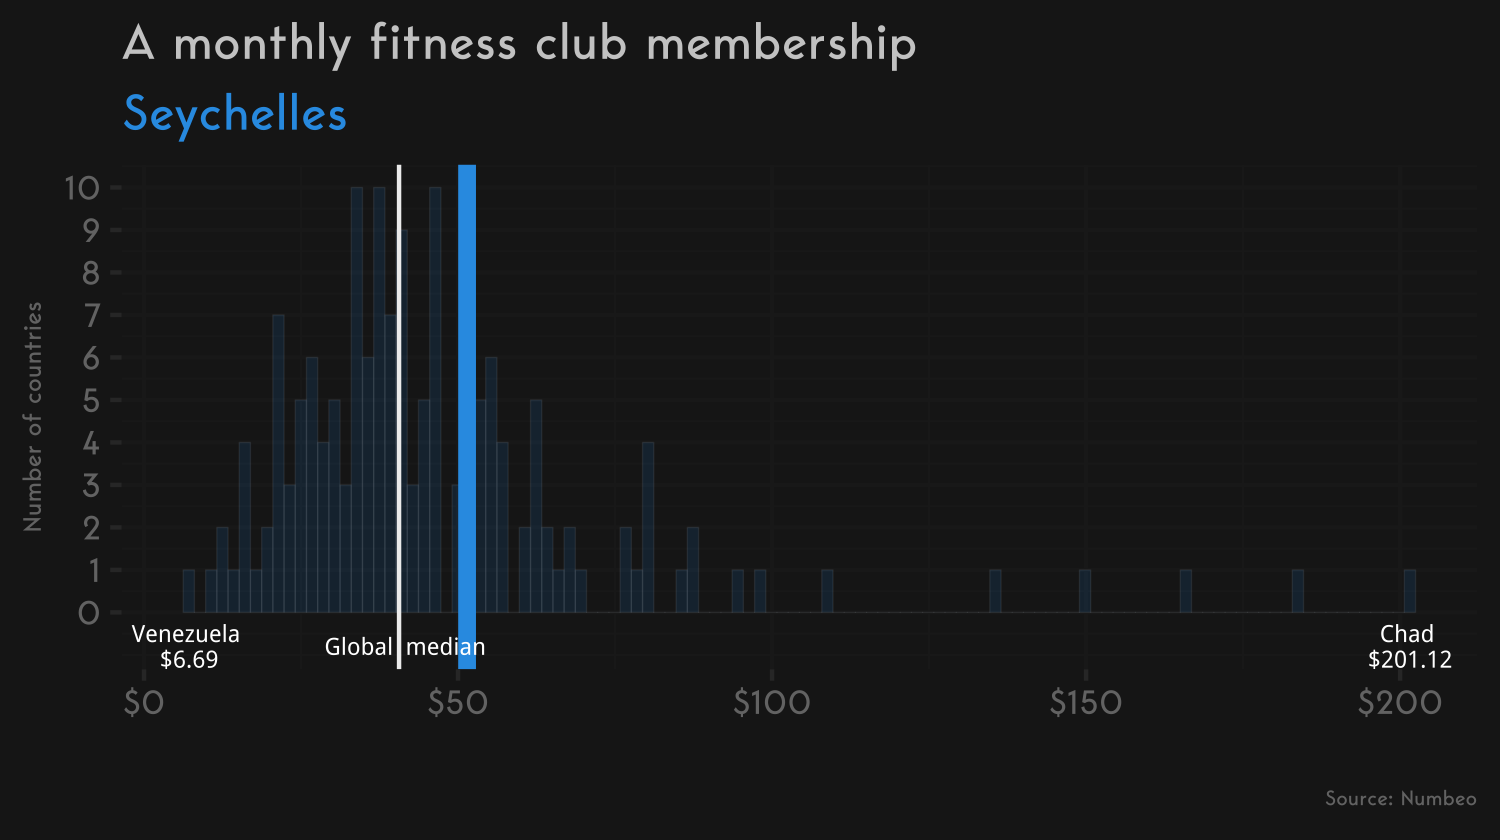 A monthly fitness club membership
Seychelles
Number of countries
10
9
8
7
6
5
4
3
2
1
0
Venezuela
$6.69
Global median
Chad
$201.12
$0 $50 $100 $150 $200
Source: Numbeo